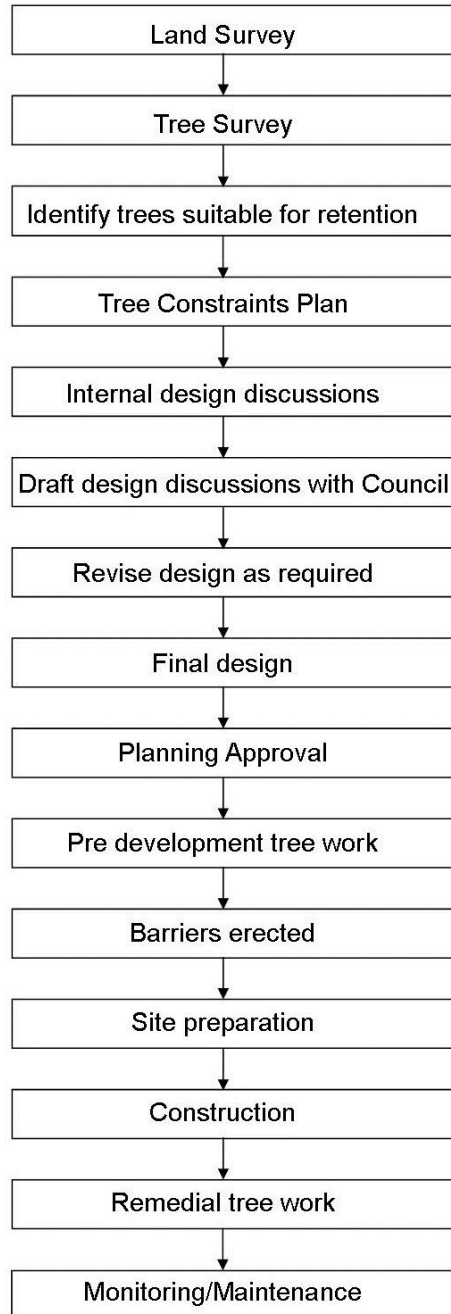 Land Survey
Tree Survey
Identify trees suitable for retention
Tree Constraints Plan
Internal design discussions
Draft design discussions with Council
Revise design as required
Final design
Planning Approval
Pre development tree work
Barriers erected
Site preparation
Construction
Remedial tree work
Monitoring/Maintenance